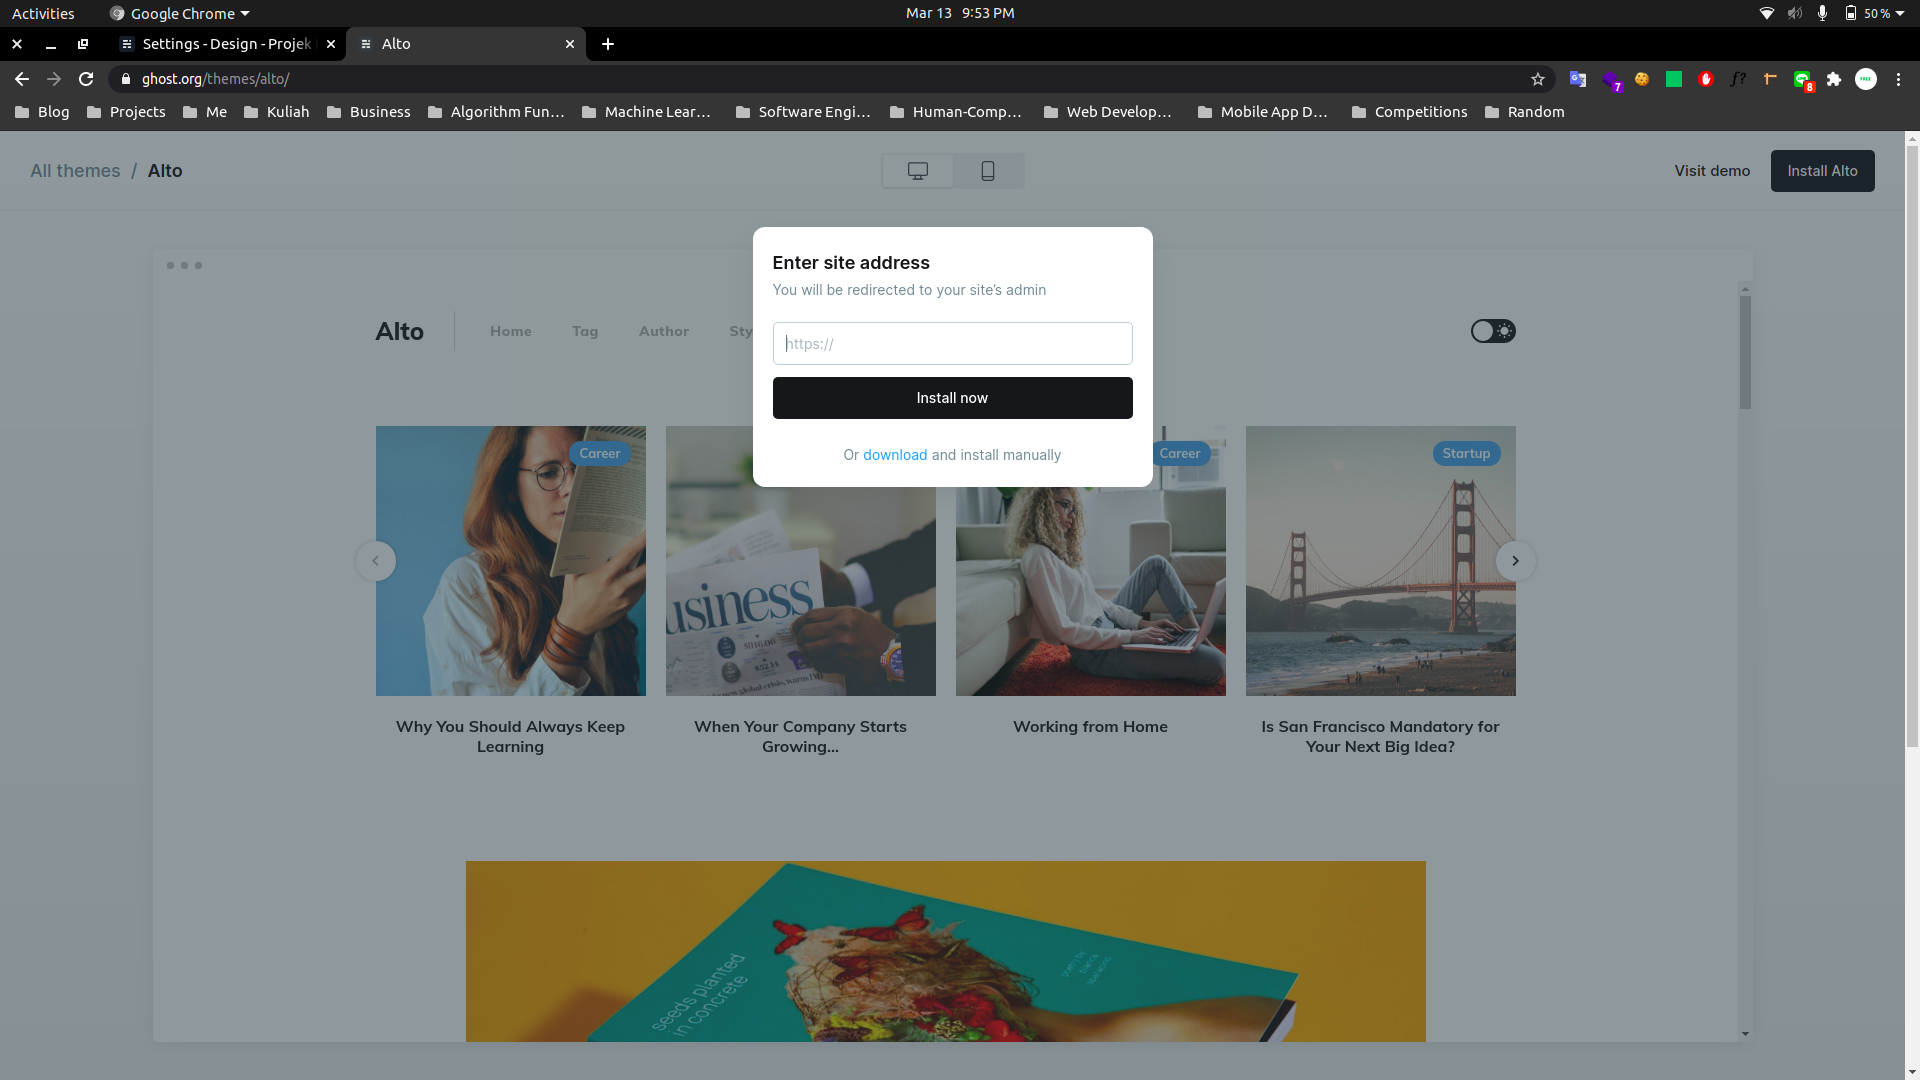 Activities
Google Chrome
Mar 13 9:53 PM
50 %
Settings - Design - Projek
Alto
ghost.org/themes/alto/
7
ƒ?
8
FREE
Blog
Projects
Me
Kuliah
Business
Algorithm Fun...
Machine Lear...
Software Engi...
Human-Comp...
Web Develop...
Mobile App D...
Competitions
Random
All themes / Alto
Visit demo
Install Alto
Enter site address
You will be redirected to your site's admin
https://
Install now
Or download and install manually
Alto
Home
Tag
Author
Sty
Career
Career
Startup
usiness
Why You Should Always Keep
Learning
When Your Company Starts
Growing...
Working from Home
Is San Francisco Mandatory for
Your Next Big Idea?
seeds planted
in concrete